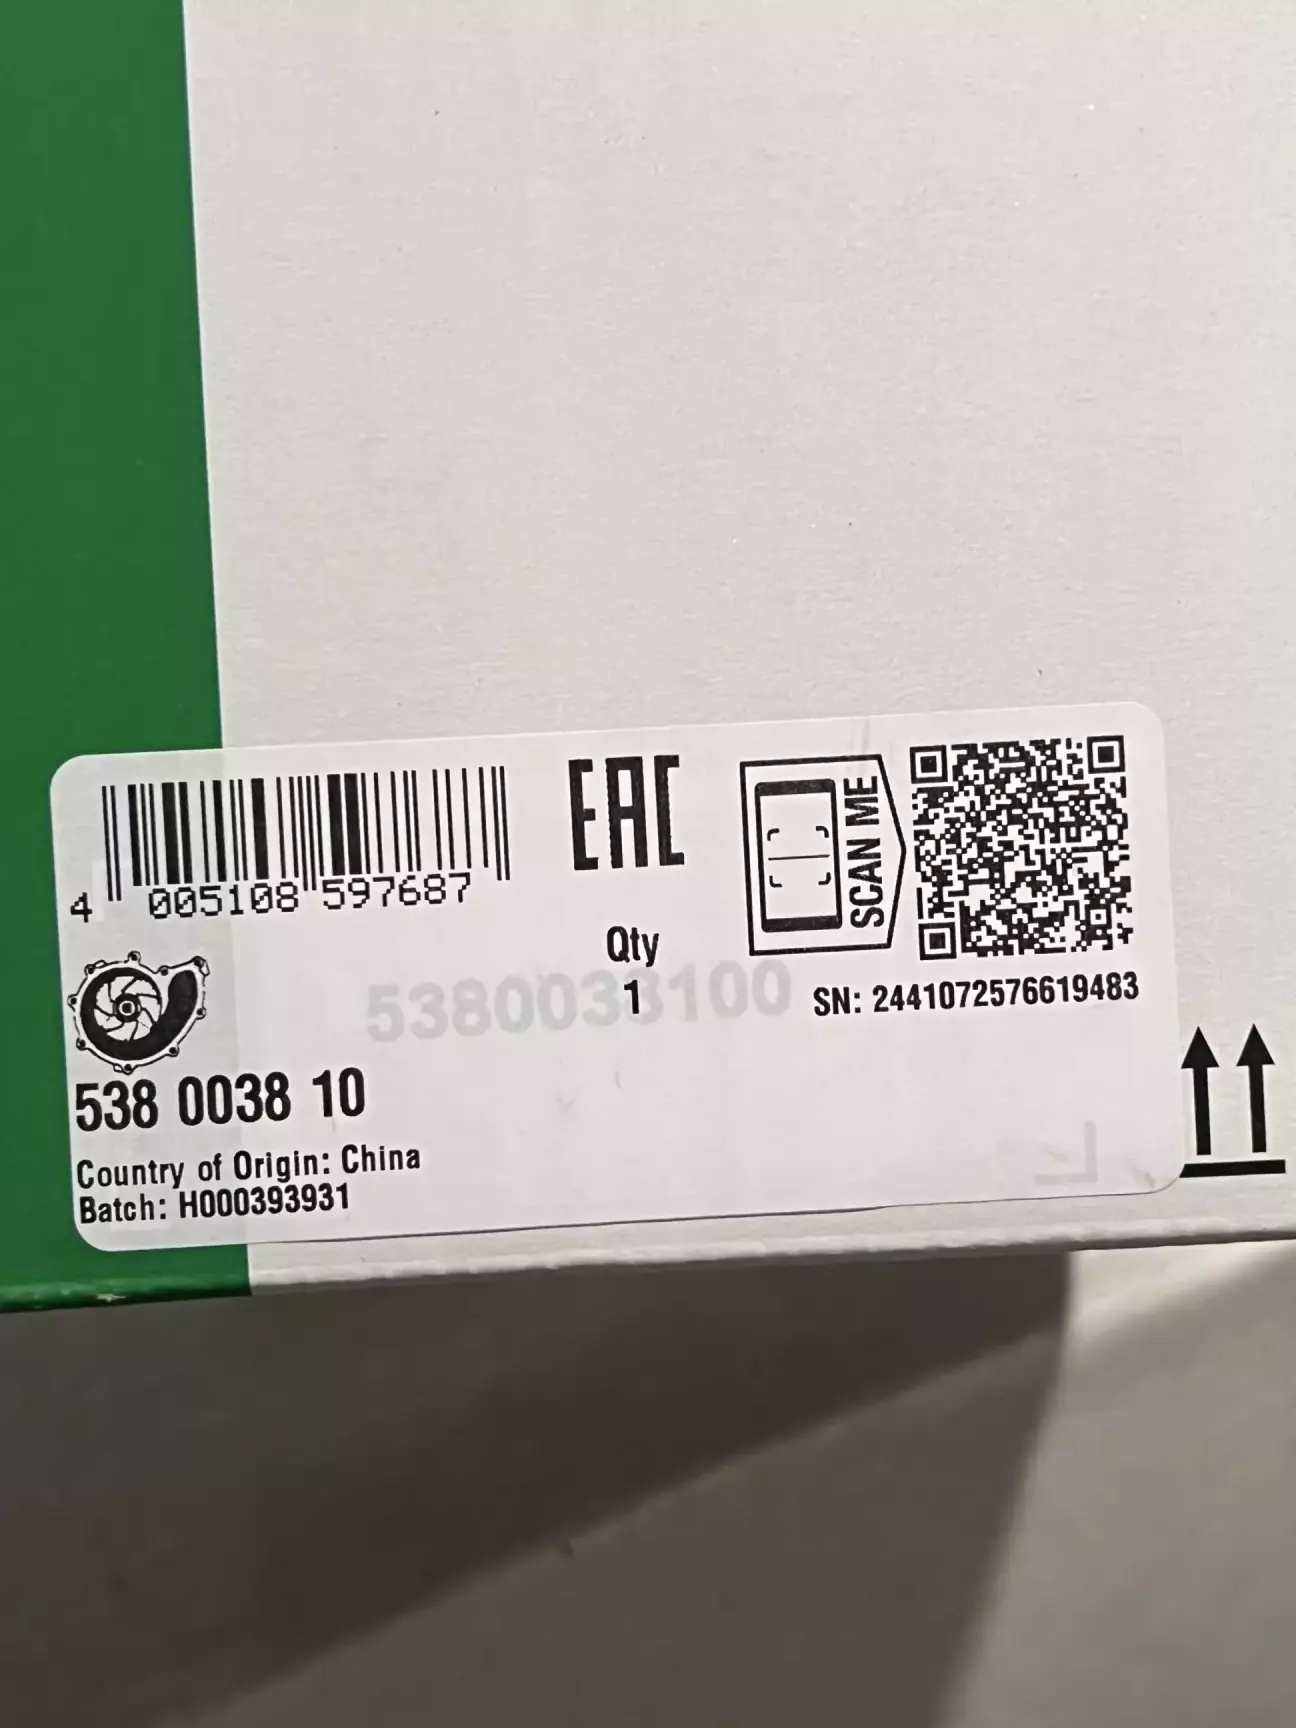 4 005108 597687
EAC
SCAN ME
Qty
1
5380038100
SN: 2441072576619483
538 0038 10
Country of Origin: China
Batch: H000393931